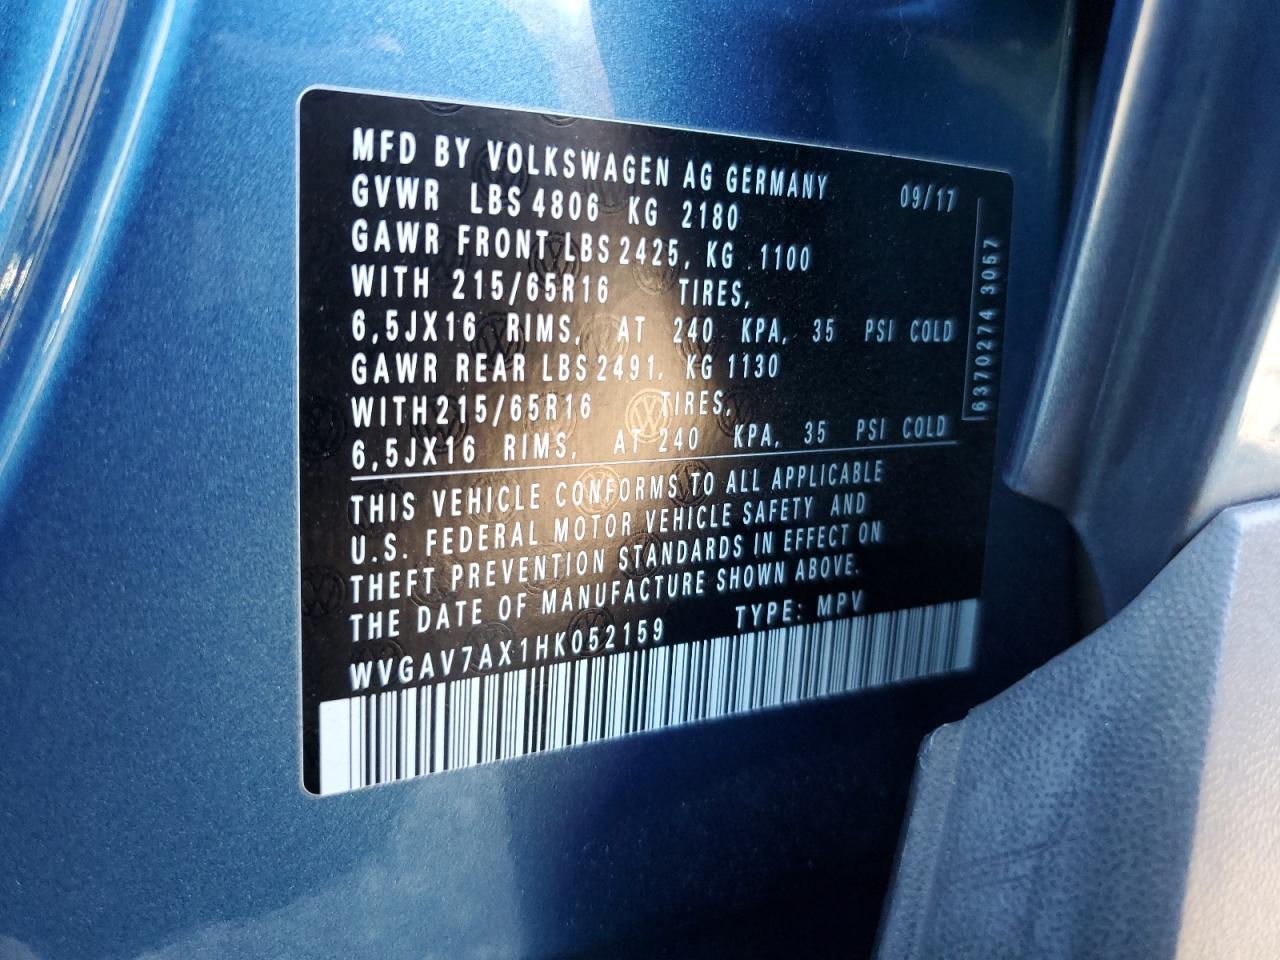 MFD BY VOLKSWAGEN AG GERMANY 09/17
GVWR LBS 4806 KG 2180
GAWR FRONT LBS 2425, KG 1100
WITH 215/65R16 TIRES,
6,5JX16 RIMS, AT 240 KPA, 35 PSI COLD
GAWR REAR LBS 2491, KG 1130
WITH 215/65R16 TIRES,
6,5JX16 RIMS, AT 240 KPA, 35 PSI COLD
6370274 3057
THIS VEHICLE CONFORMS TO ALL APPLICABLE
U.S. FEDERAL MOTOR VEHICLE SAFETY AND
THEFT PREVENTION STANDARDS IN EFFECT ON
THE DATE OF MANUFACTURE SHOWN ABOVE.
WVGAV7AX1HK052159 TYPE: MPV